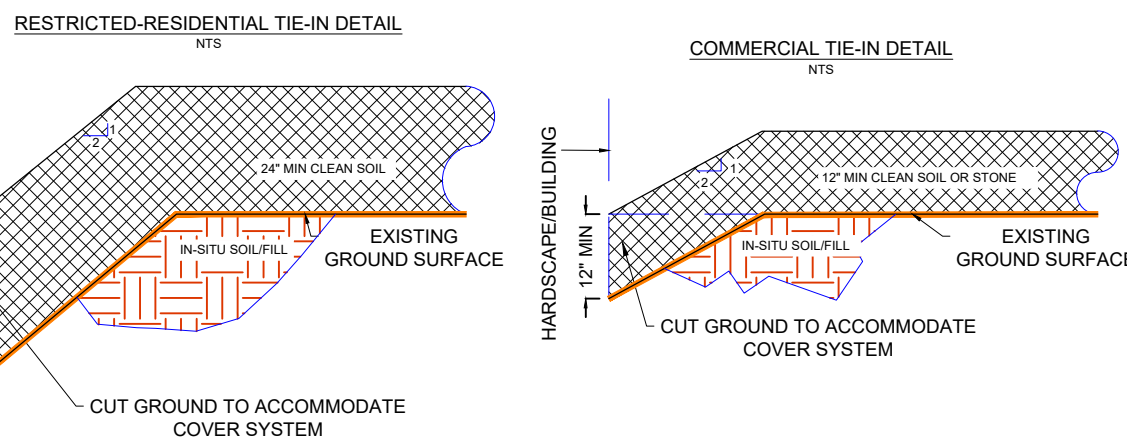 RESTRICTED-RESIDENTIAL TIE-IN DETAIL
NTS
1
2
24" MIN CLEAN SOIL
IN-SITU SOIL/FILL
EXISTING
GROUND SURFACE
CUT GROUND TO ACCOMMODATE
COVER SYSTEM
COMMERCIAL TIE-IN DETAIL
NTS
HARDSCAPE/BUILDING
12" MIN
1
2
12" MIN CLEAN SOIL OR STONE
IN-SITU SOIL/FILL
EXISTING
GROUND SURFACE
CUT GROUND TO ACCOMMODATE
COVER SYSTEM